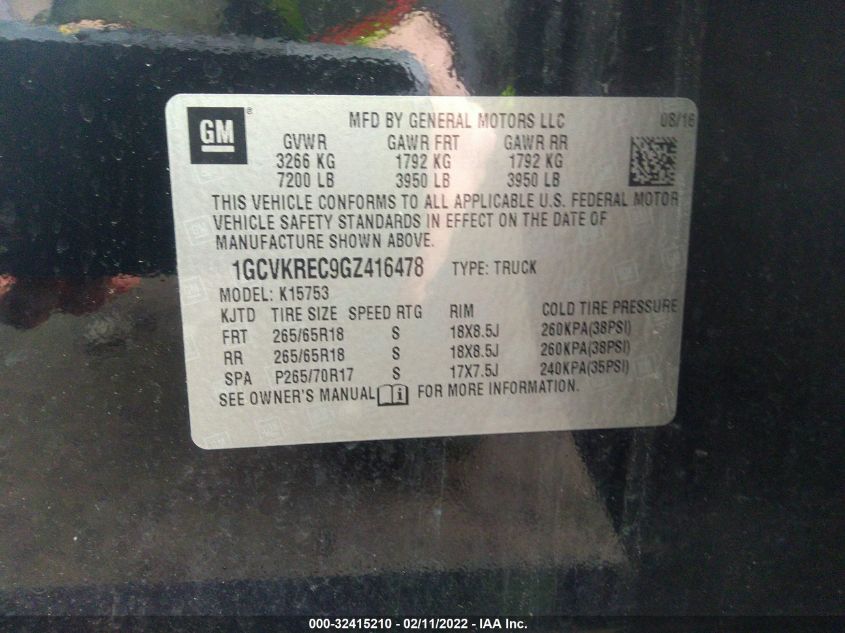 GM® MFD BY GENERAL MOTORS LLC 08/16
GVWR GAWR FRT GAWR RR
3266 KG 1792 KG 1792 KG
7200 LB 3950 LB 3950 LB
THIS VEHICLE CONFORMS TO ALL APPLICABLE U.S. FEDERAL MOTOR
VEHICLE SAFETY STANDARDS IN EFFECT ON THE DATE OF
MANUFACTURE SHOWN ABOVE.
1GCVKREC9GZ416478 TYPE: TRUCK
MODEL: K15753
KJTD TIRE SIZE SPEED RTG RIM COLD TIRE PRESSURE
FRT 265/65R18 S 18X8.5J 260KPA(38PSI)
RR 265/65R18 S 18X8.5J 260KPA(38PSI)
SPA P265/70R17 S 17X7.5J 240KPA(35PSI)
SEE OWNER'S MANUAL i FOR MORE INFORMATION.
000-32415210 - 02/11/2022 - IAA Inc.